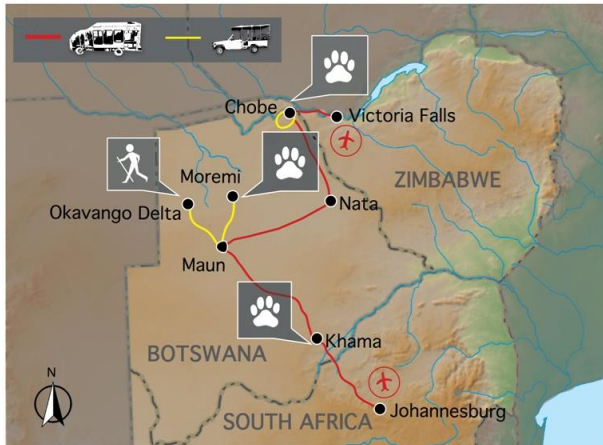 Chobe
Victoria Falls
Moremi
ZIMBABWE
Okavango Delta
Nata
Maun
Khama
BOTSWANA
N
Johannesburg
SOUTH AFRICA